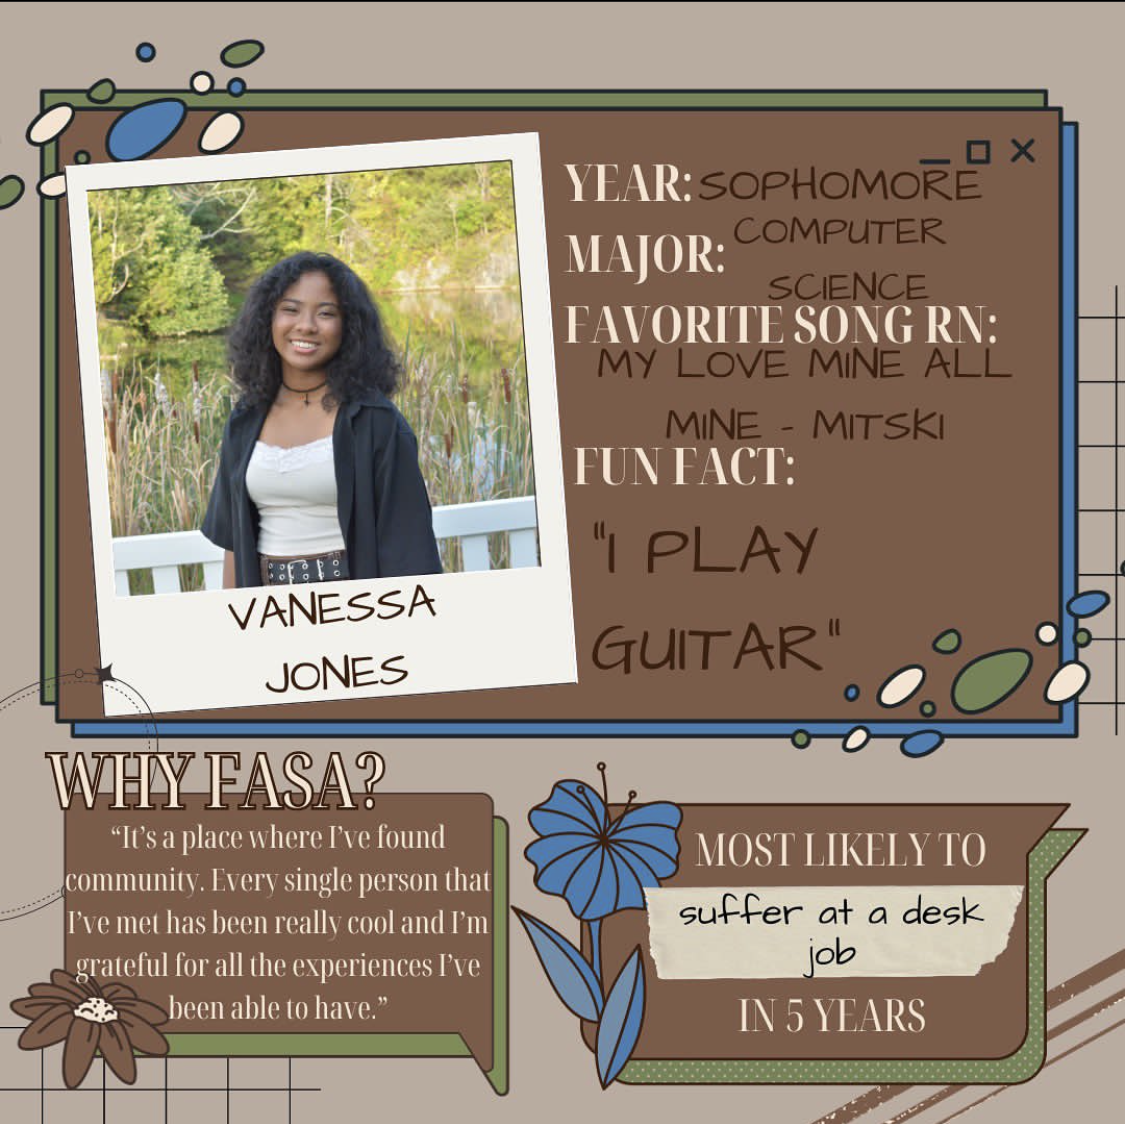 YEAR: SOPHOMORE
MAJOR: COMPUTER
SCIENCE
FAVORITE SONG RN:
MY LOVE MINE ALL
MINE - MITSKI
FUN FACT:
"I PLAY
GUITAR"
VANESSA
JONES
WHY FASA?
“It’s a place where I’ve found
community. Every single person that
I’ve met has been really cool and I’m
grateful for all the experiences I’ve
been able to have.”
MOST LIKELY TO
suffer at a desk
job
IN 5 YEARS